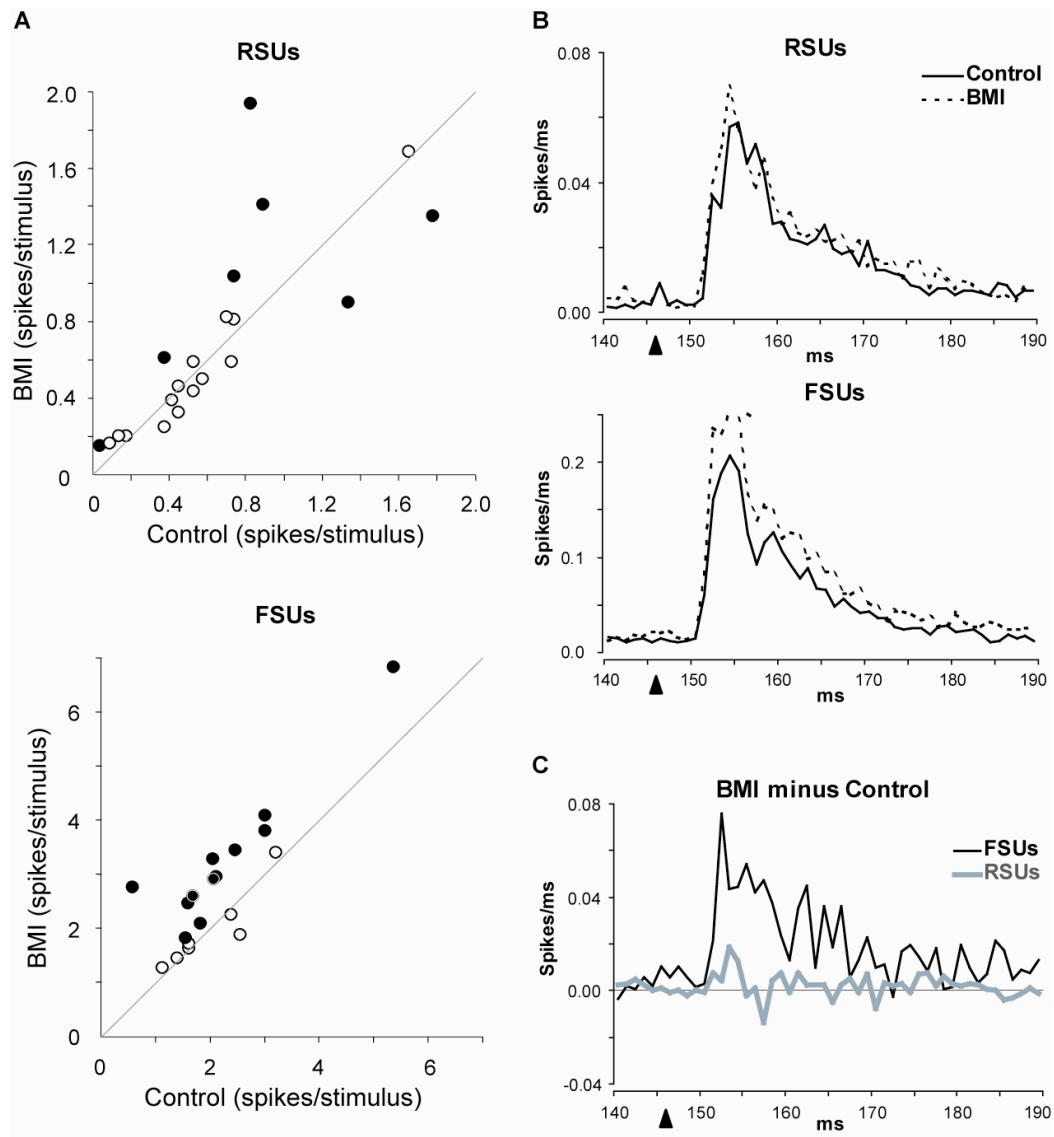 A
RSUs
2.0
1.6
1.2
0.8
0.4
0
BMI (spikes/stimulus)
0 0.4 0.8 1.2 1.6 2.0
Control (spikes/stimulus)
FSUs
6
4
2
0
BMI (spikes/stimulus)
0 2 4 6
Control (spikes/stimulus)
B
RSUs
Control
BMI
0.08
0.04
0.00
Spikes/ms
140 150 160 170 180 190
ms
FSUs
0.2
0.1
0.0
Spikes/ms
140 150 160 170 180 190
ms
C
BMI minus Control
FSUs
RSUs
0.08
0.04
0.00
-0.04
Spikes/ms
140 150 160 170 180 190
ms